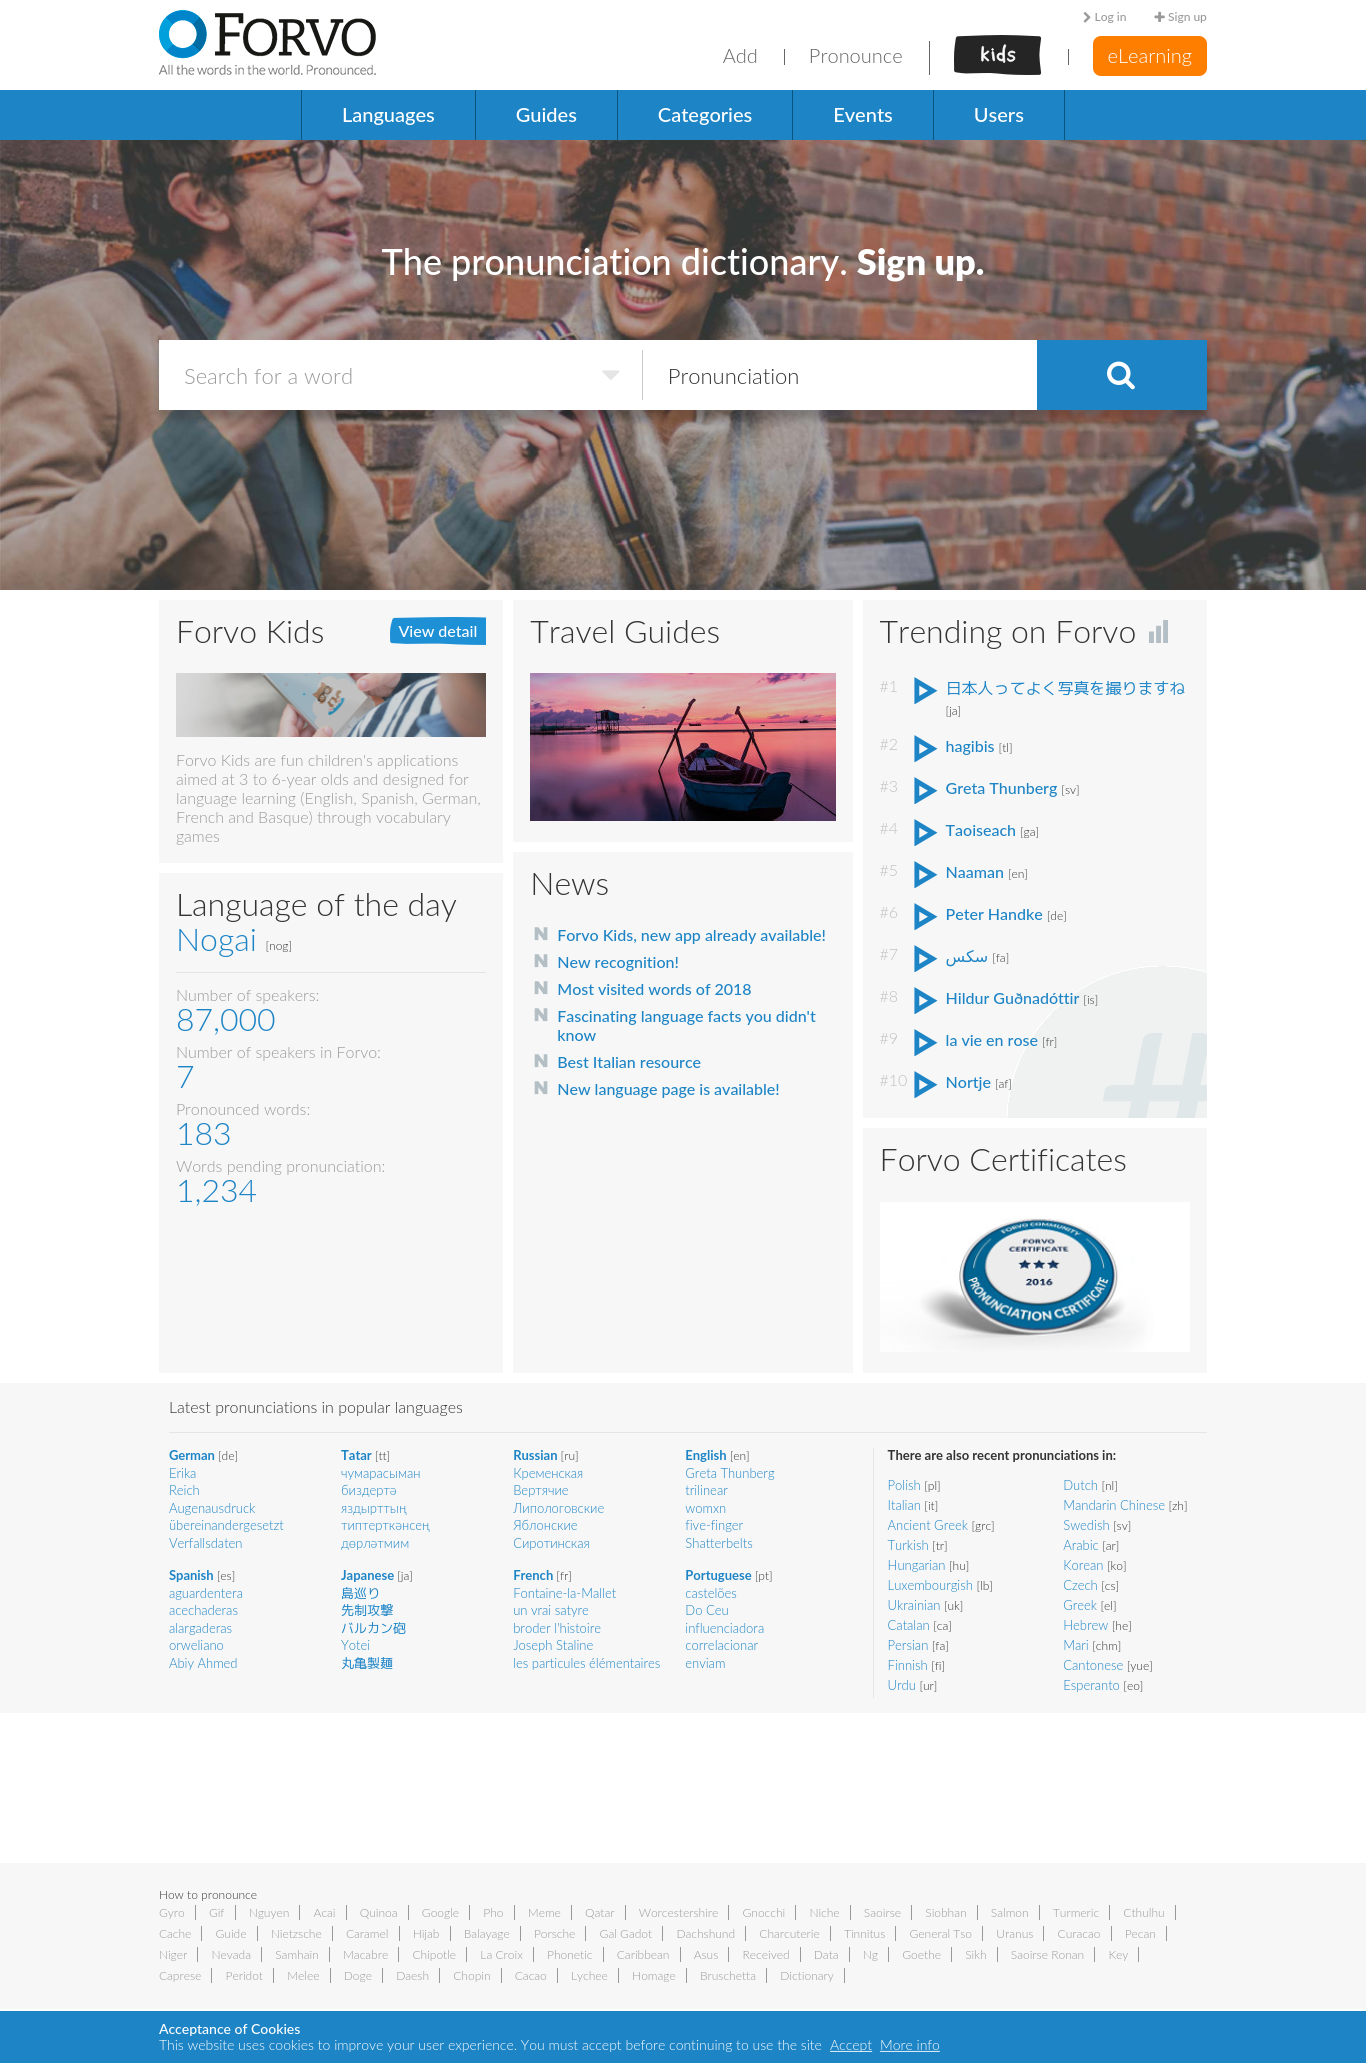 FORVO
All the words in the world. Pronounced.
Log in
Sign up
Add
Pronounce
kids
eLearning
Languages
Guides
Categories
Events
Users
The pronunciation dictionary. Sign up.
Search for a word
Pronunciation
Forvo Kids
View detail
Forvo Kids are fun children's applications
aimed at 3 to 6-year olds and designed for
language learning (English, Spanish, German,
French and Basque) through vocabulary
games
Language of the day
Nogai [nog]
Number of speakers:
87,000
Number of speakers in Forvo:
7
Pronounced words:
183
Words pending pronunciation:
1,234
Travel Guides
News
Forvo Kids, new app already available!
New recognition!
Most visited words of 2018
Fascinating language facts you didn't
know
Best Italian resource
New language page is available!
Trending on Forvo
#1 日本人ってよく写真を撮りますね
[ja]
#2 hagibis [tl]
#3 Greta Thunberg [sv]
#4 Taoiseach [ga]
#5 Naaman [en]
#6 Peter Handke [de]
#7 سکس [fa]
#8 Hildur Guðnadóttir [is]
#9 la vie en rose [fr]
#10 Nortje [af]
#
Forvo Certificates
FORVO COMMUNITY
FORVO
CERTIFICATE
2016
PRONUNCIATION CERTIFICATE
Latest pronunciations in popular languages
German [de]
Erika
Reich
Augenausdruck
übereinandergesetzt
Verfallsdaten
Tatar [tt]
чумарасыман
биздертә
яздырттың
типтерткәнсең
дөрләтмим
Russian [ru]
Кременская
Вертячие
Липологовские
Яблонские
Сиротинская
English [en]
Greta Thunberg
trilinear
womxn
five-finger
Shatterbelts
Spanish [es]
aguardentera
acechaderas
alargaderas
orweliano
Abiy Ahmed
Japanese [ja]
島巡り
先制攻撃
バルカン砲
Yotei
丸亀製麺
French [fr]
Fontaine-la-Mallet
un vrai satyre
broder l'histoire
Joseph Staline
les particules élémentaires
Portuguese [pt]
castelões
Do Ceu
influenciadora
correlacionar
enviam
There are also recent pronunciations in:
Polish [pl]
Italian [it]
Ancient Greek [grc]
Turkish [tr]
Hungarian [hu]
Luxembourgish [lb]
Ukrainian [uk]
Catalan [ca]
Persian [fa]
Finnish [fi]
Urdu [ur]
Dutch [nl]
Mandarin Chinese [zh]
Swedish [sv]
Arabic [ar]
Korean [ko]
Czech [cs]
Greek [el]
Hebrew [he]
Mari [chm]
Cantonese [yue]
Esperanto [eo]
How to pronounce
Gyro Gif Nguyen Acai Quinoa Google Pho Meme Qatar Worcestershire Gnocchi Niche Saoirse Siobhan Salmon Turmeric Cthulhu
Cache Guide Nietzsche Caramel Hijab Balayage Porsche Gal Gadot Dachshund Charcuterie Tinnitus General Tso Uranus Curacao Pecan
Niger Nevada Samhain Macabre Chipotle La Croix Phonetic Caribbean Asus Received Data Ng Goethe Sikh Saoirse Ronan Key
Caprese Peridot Melee Doge Daesh Chopin Cacao Lychee Homage Bruschetta Dictionary
Acceptance of Cookies
This website uses cookies to improve your user experience. You must accept before continuing to use the site Accept More info